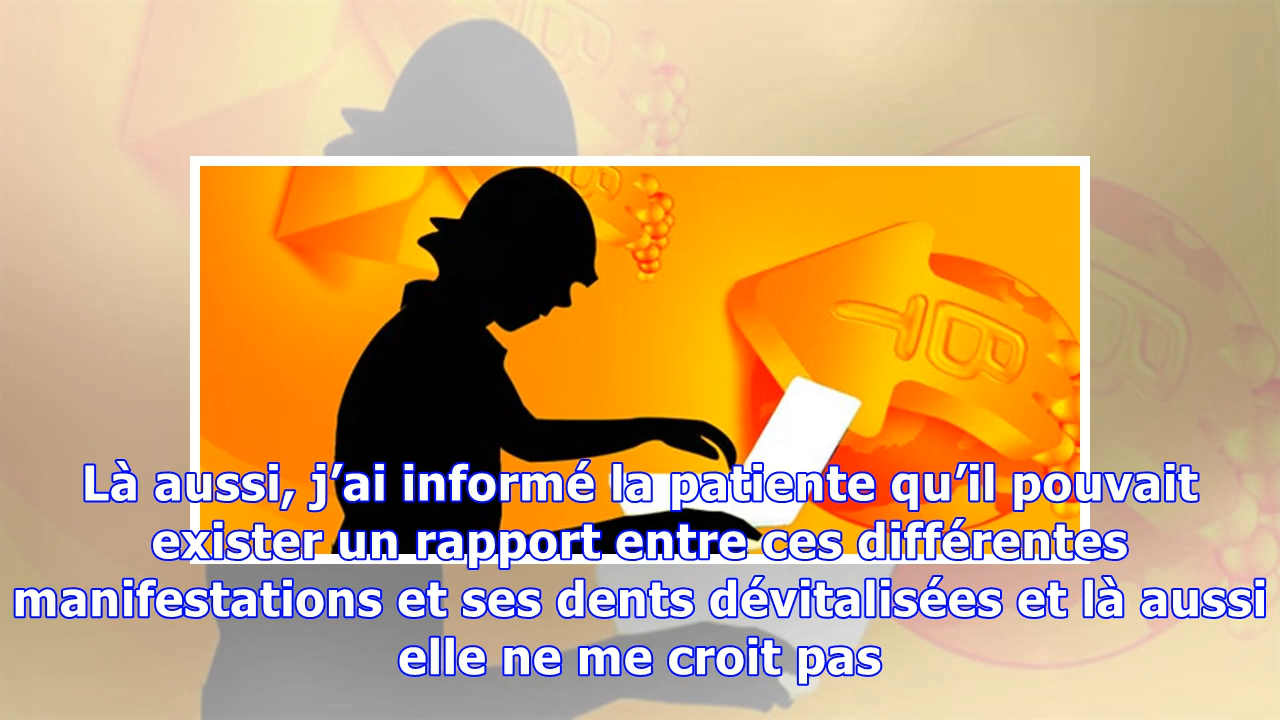 Là aussi, j’ai informé la patiente qu’il pouvait
exister un rapport entre ces différentes
manifestations et ses dents dévitalisées et là aussi
elle ne me croit pas